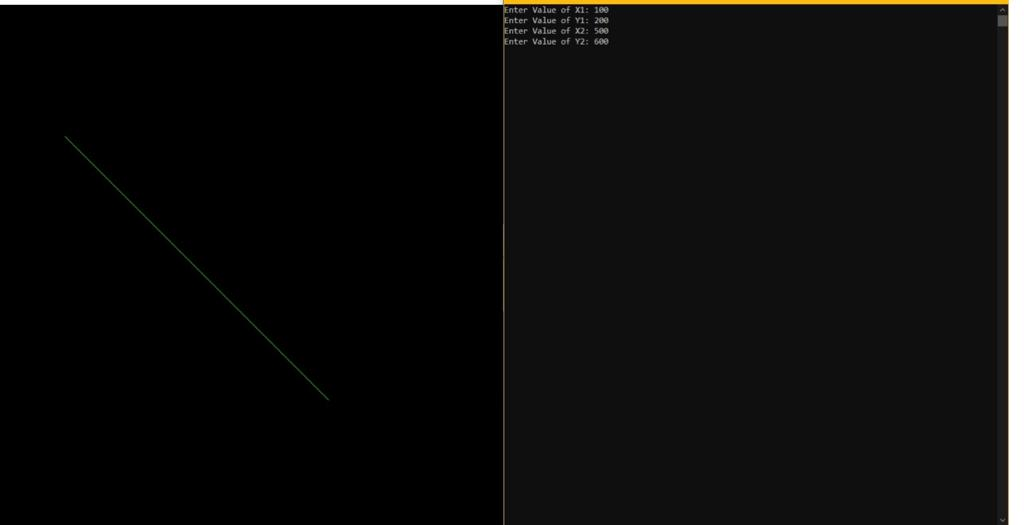 Enter Value of X1: 100
Enter Value of Y1: 200
Enter Value of X2: 500
Enter Value of Y2: 600